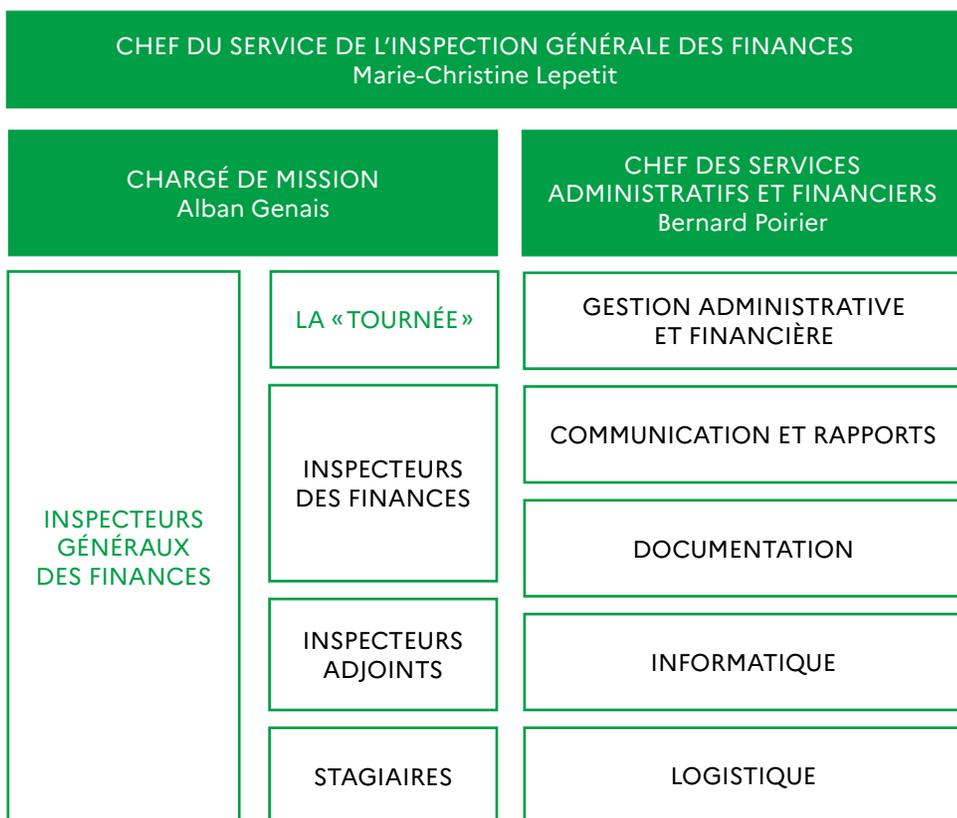 CHEF DU SERVICE DE L’INSPECTION GÉNÉRALE DES FINANCES
Marie-Christine Lepetit
CHARGÉ DE MISSION
Alban Genais
CHEF DES SERVICES
ADMINISTRATIFS ET FINANCIERS
Bernard Poirier
INSPECTEURS
GÉNÉRAUX
DES FINANCES
LA «TOURNÉE»
INSPECTEURS
DES FINANCES
INSPECTEURS
ADJOINTS
STAGIAIRES
GESTION ADMINISTRATIVE
ET FINANCIÈRE
COMMUNICATION ET RAPPORTS
DOCUMENTATION
INFORMATIQUE
LOGISTIQUE